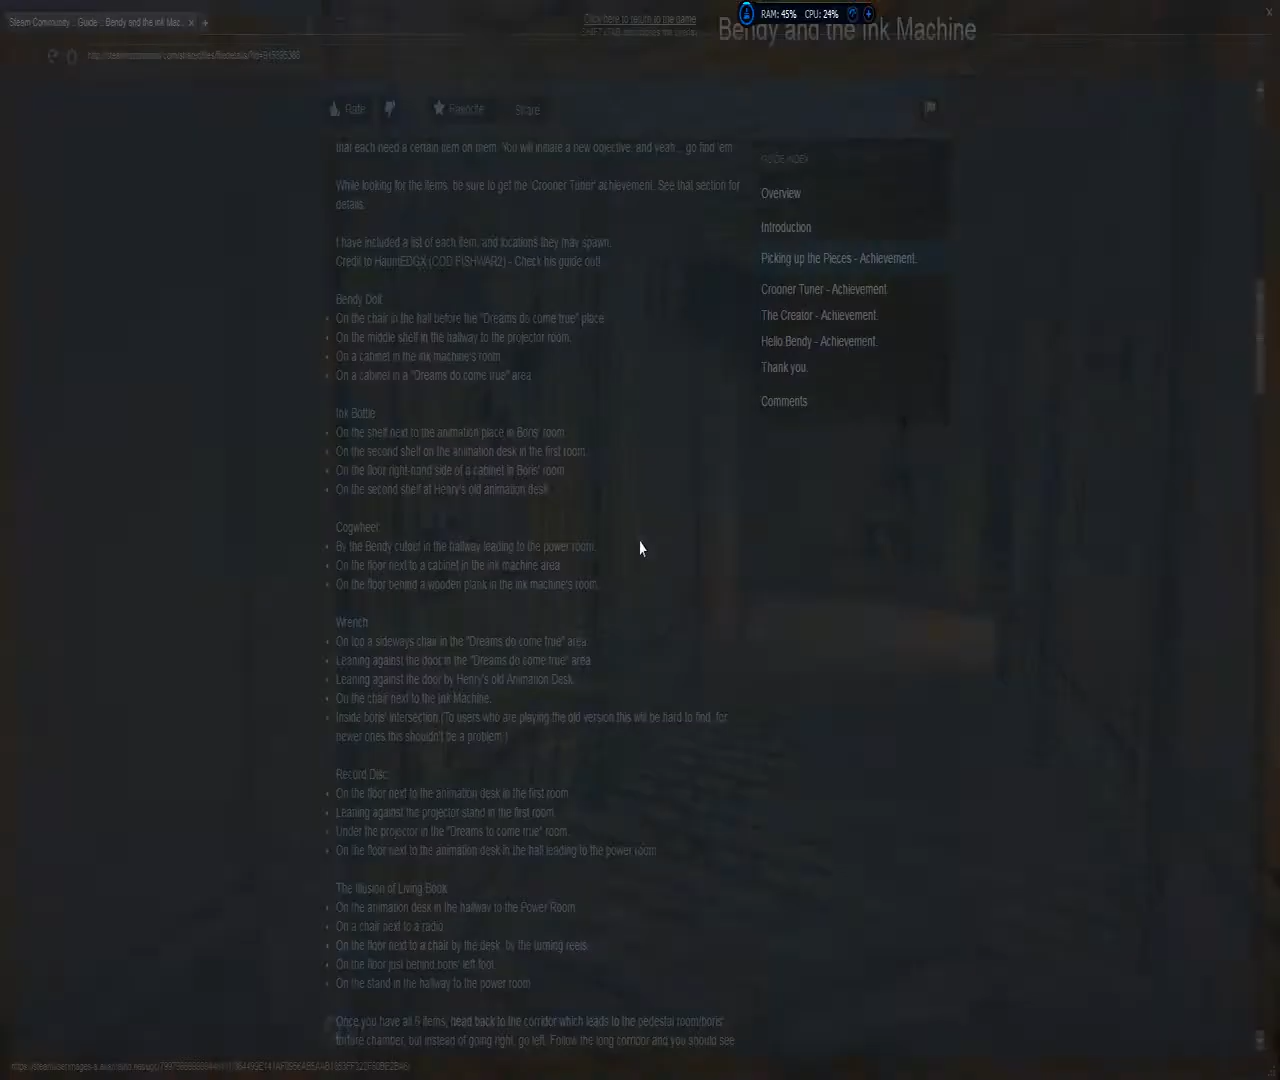 Steam Community :: Guide :: Bendy and the Ink Mac... × +
Click here to return to the game
RAM: 45% CPU: 24%
Bendy and the Ink Machine
Rate
Favorite
Share
that each need a certain item on them. You will initiate a new objective, and yeah... go find 'em
While looking for the items, be sure to get the 'Crooner Tuner' achievement. See that section for
details.
I have included a list of each item, and locations they may spawn.
Credit to HauntEDGX (COD FISHWAR2) - Check his guide out!
Bendy Doll:
On the chair in the hall before the "Dreams do come true" place
On the middle shelf in the hallway to the projector room.
On a cabinet in the ink machine's room
On a cabinet in a "Dreams do come true" area
Ink Bottle
On the shelf next to the animation place in Boris' room
On the second shelf on the animation desk in the first room
On the floor right-hand side of a cabinet in Boris' room
On the second shelf at Henry's old animation desk
Cogwheel:
By the Bendy cutout in the hallway leading to the power room
On the floor next to a cabinet in the ink machine area
On the floor behind a wooden plank in the ink machine's room.
Wrench
On top a sideways chair in the "Dreams do come true" area
Leaning against the door in the "Dreams do come true" area
Leaning against the door by Henry's old Animation Desk.
On the chair next to the Ink Machine.
Inside boris' intersection (To users who are playing the old version this will be hard to find, for
newer ones this shouldn't be a problem.)
Record Disc:
On the floor next to the animation desk in the first room
Leaning against the projector stand in the first room
Under the projector in the "Dreams to come true" room.
On the floor next to the animation desk in the hall leading to the power room
The Illusion of Living Book
On the animation desk in the hallway to the Power Room
On a chair next to a radio
On the floor next to a chair by the desk, by the turning reels
On the floor just behind boris' left foot
On the stand in the hallway to the power room
Once you have all 6 items, head back to the corridor which leads to the pedestal room/boris'
torture chamber, but instead of going right, go left. Follow the long corridor and you should see
GUIDE INDEX
Overview
Introduction
Picking up the Pieces - Achievement.
Crooner Tuner - Achievement.
The Creator - Achievement.
Hello Bendy - Achievement.
Thank you.
Comments